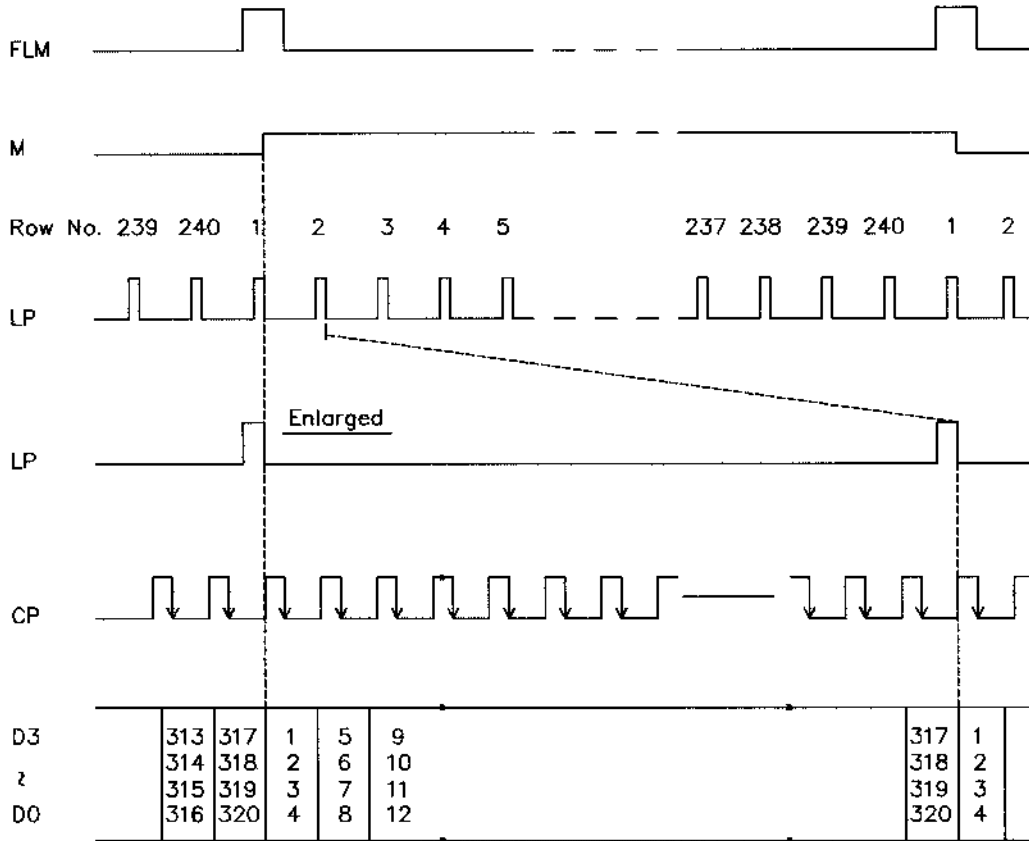 FLM
M
Row No. 239 240 1 2 3 4 5 237 238 239 240 1 2
LP
Enlarged
LP
CP
D3 313 317 1 5 9 317 1
314 318 2 6 10 318 2
≀ 315 319 3 7 11 319 3
D0 316 320 4 8 12 320 4